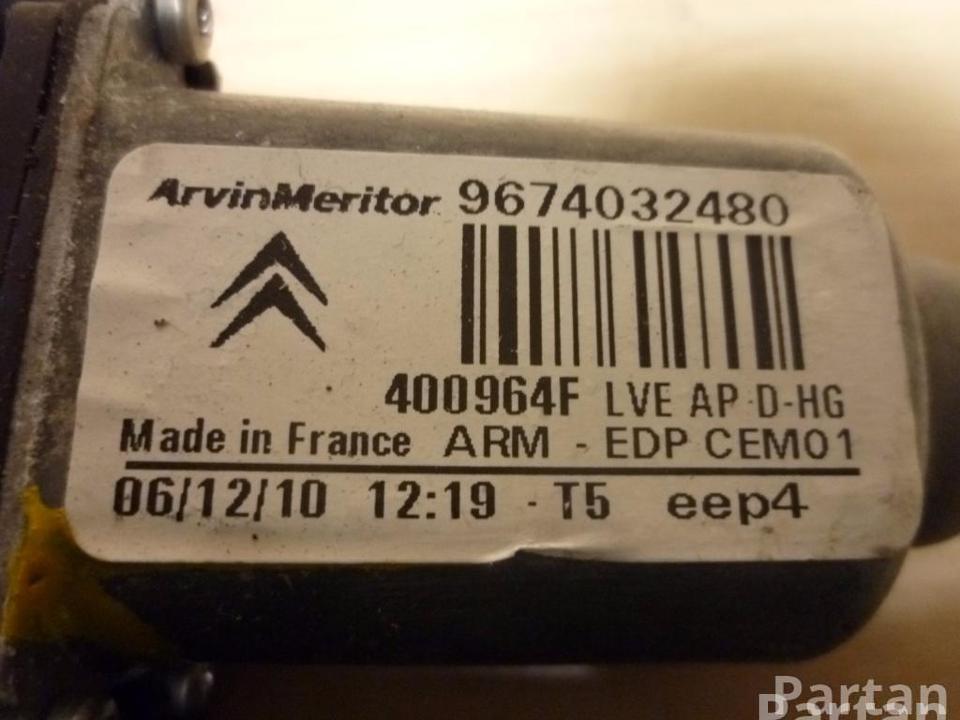 ArvinMeritor 9674032480
400964F LVE AP D-HG
Made in France ARM - EDP CEM01
06/12/10 12:19 - T5 eep4
Partan
Partan